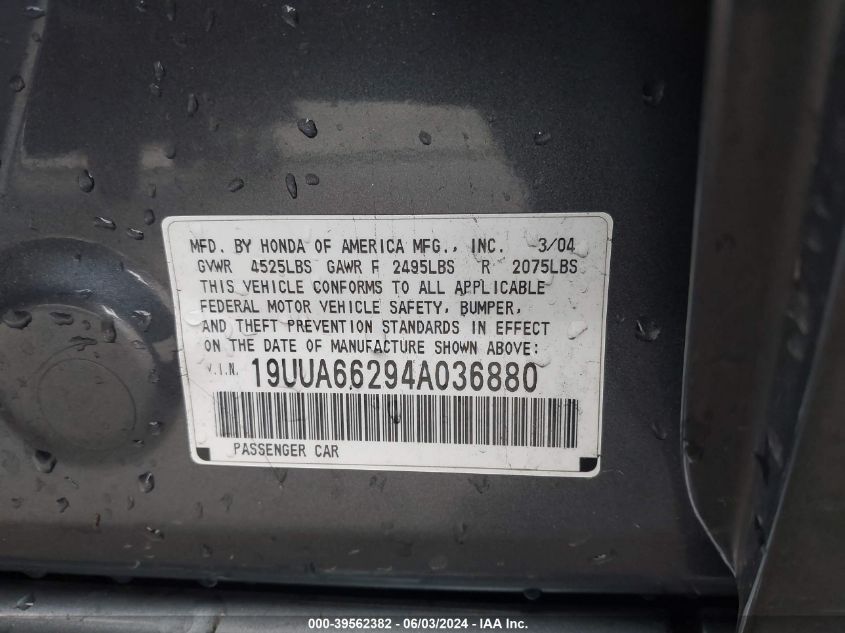 MFD. BY HONDA OF AMERICA MFG., INC. 3/04
GVWR 4525LBS GAWR F 2495LBS R 2075LBS
THIS VEHICLE CONFORMS TO ALL APPLICABLE
FEDERAL MOTOR VEHICLE SAFETY, BUMPER,
AND THEFT PREVENTION STANDARDS IN EFFECT
ON THE DATE OF MANUFACTURE SHOWN ABOVE:
V.I.N. 19UUA66294A036880
PASSENGER CAR
000-39562382 - 06/03/2024 - IAA Inc.